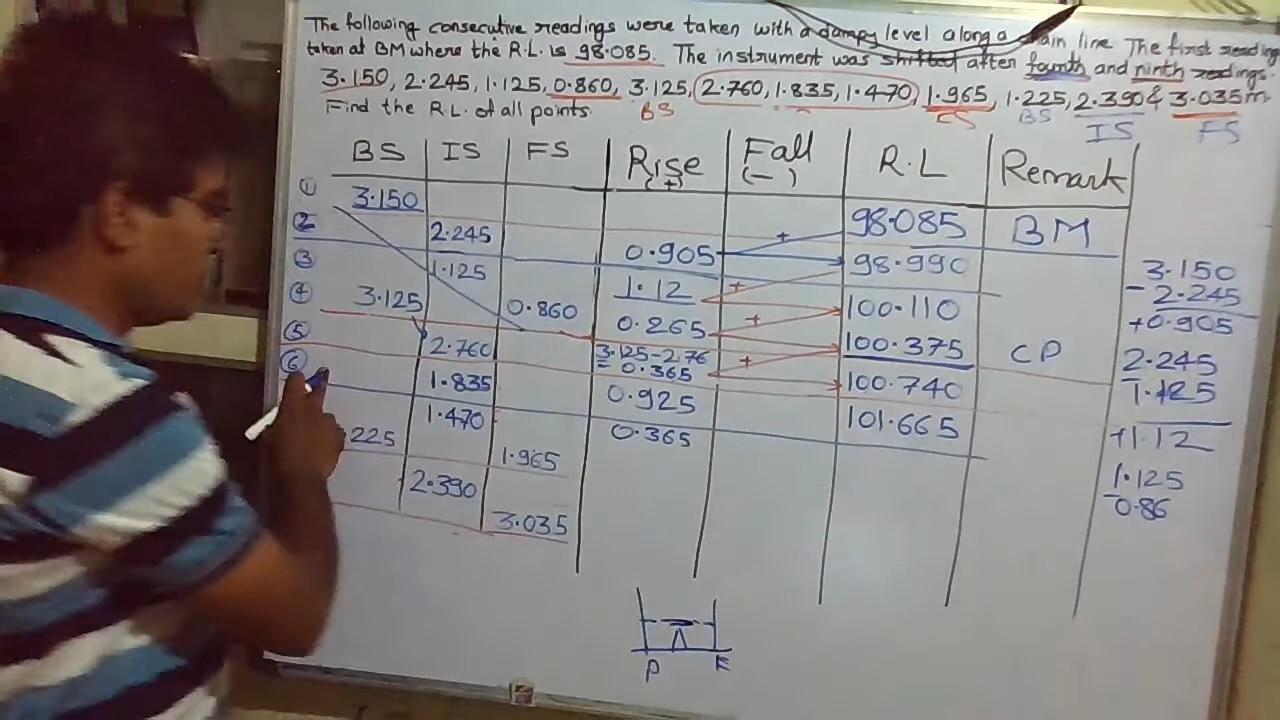 The following consecutive readings were taken with a dumpy level along a chain line The first reading
taken at BM where the R.L. is 98.085. The instrument was shifted after fourth and ninth readings.
3.150, 2.245, 1.125, 0.860, 3.125, 2.760, 1.835, 1.470, 1.965, 1.225, 2.390 & 3.035m.
Find the R.L. of all points. BS CS BS IS FS
BS IS FS Rise (+) Fall (-) R.L Remark
① 3.150 98.085 BM
② 2.245 0.905 98.990
③ 1.125 1.12 100.110
④ 3.125 0.860 0.265 100.375 CP
⑤ 2.760 3.125-2.76
= 0.365 100.740
⑥ 1.835 0.925 101.665
1.470 0.365
225 1.965
2.390
3.035
3.150
- 2.245
+0.905
2.245
- 1.125
+1.12
1.125
-0.86
P